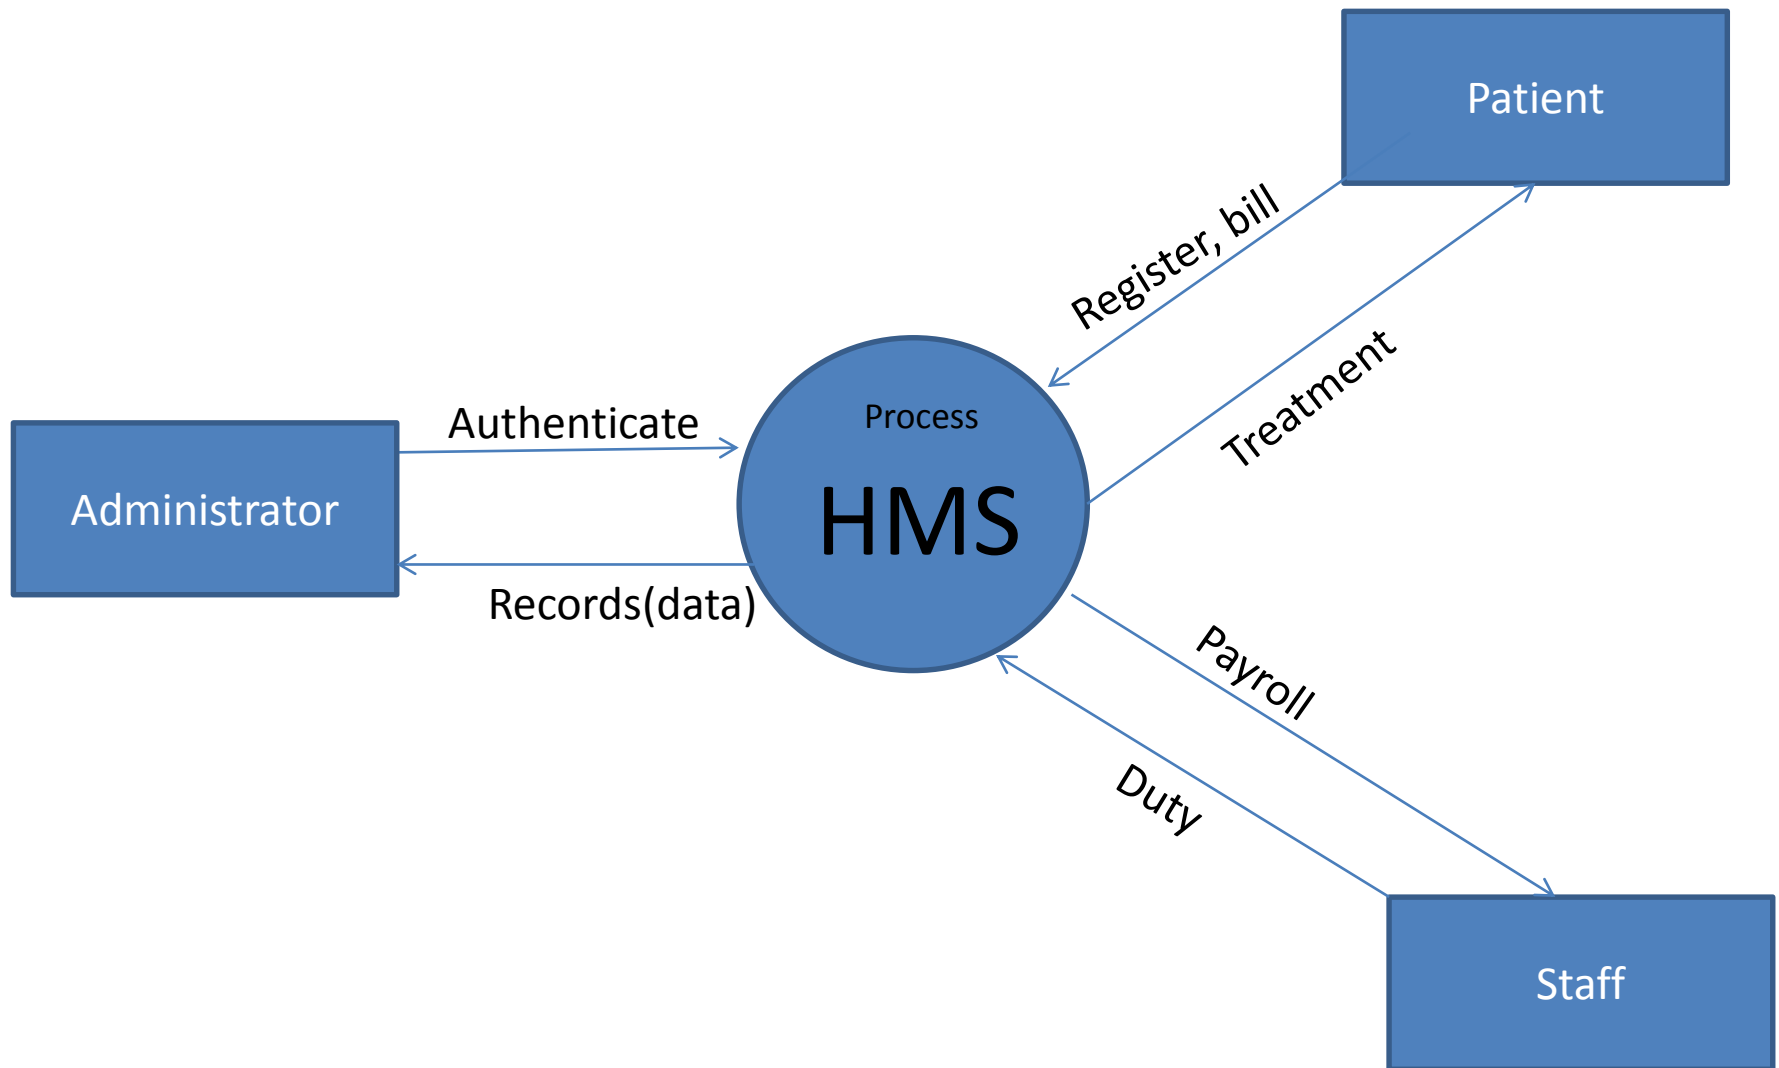 Patient
Register, bill
Treatment
Process
HMS
Authenticate
Administrator
Records(data)
Payroll
Duty
Staff